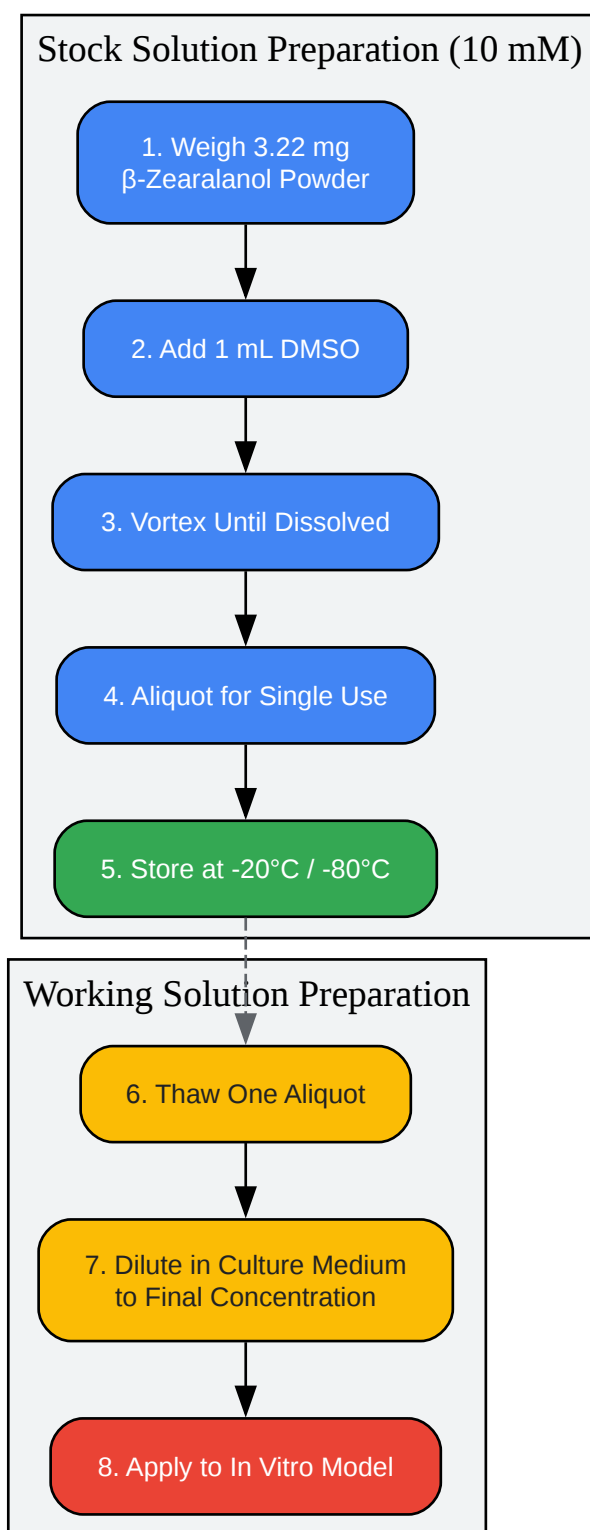 Stock Solution Preparation (10 mM)
1. Weigh 3.22 mg
β-Zearalanol Powder
2. Add 1 mL DMSO
3. Vortex Until Dissolved
4. Aliquot for Single Use
5. Store at -20°C / -80°C
Working Solution Preparation
6. Thaw One Aliquot
7. Dilute in Culture Medium
to Final Concentration
8. Apply to In Vitro Model